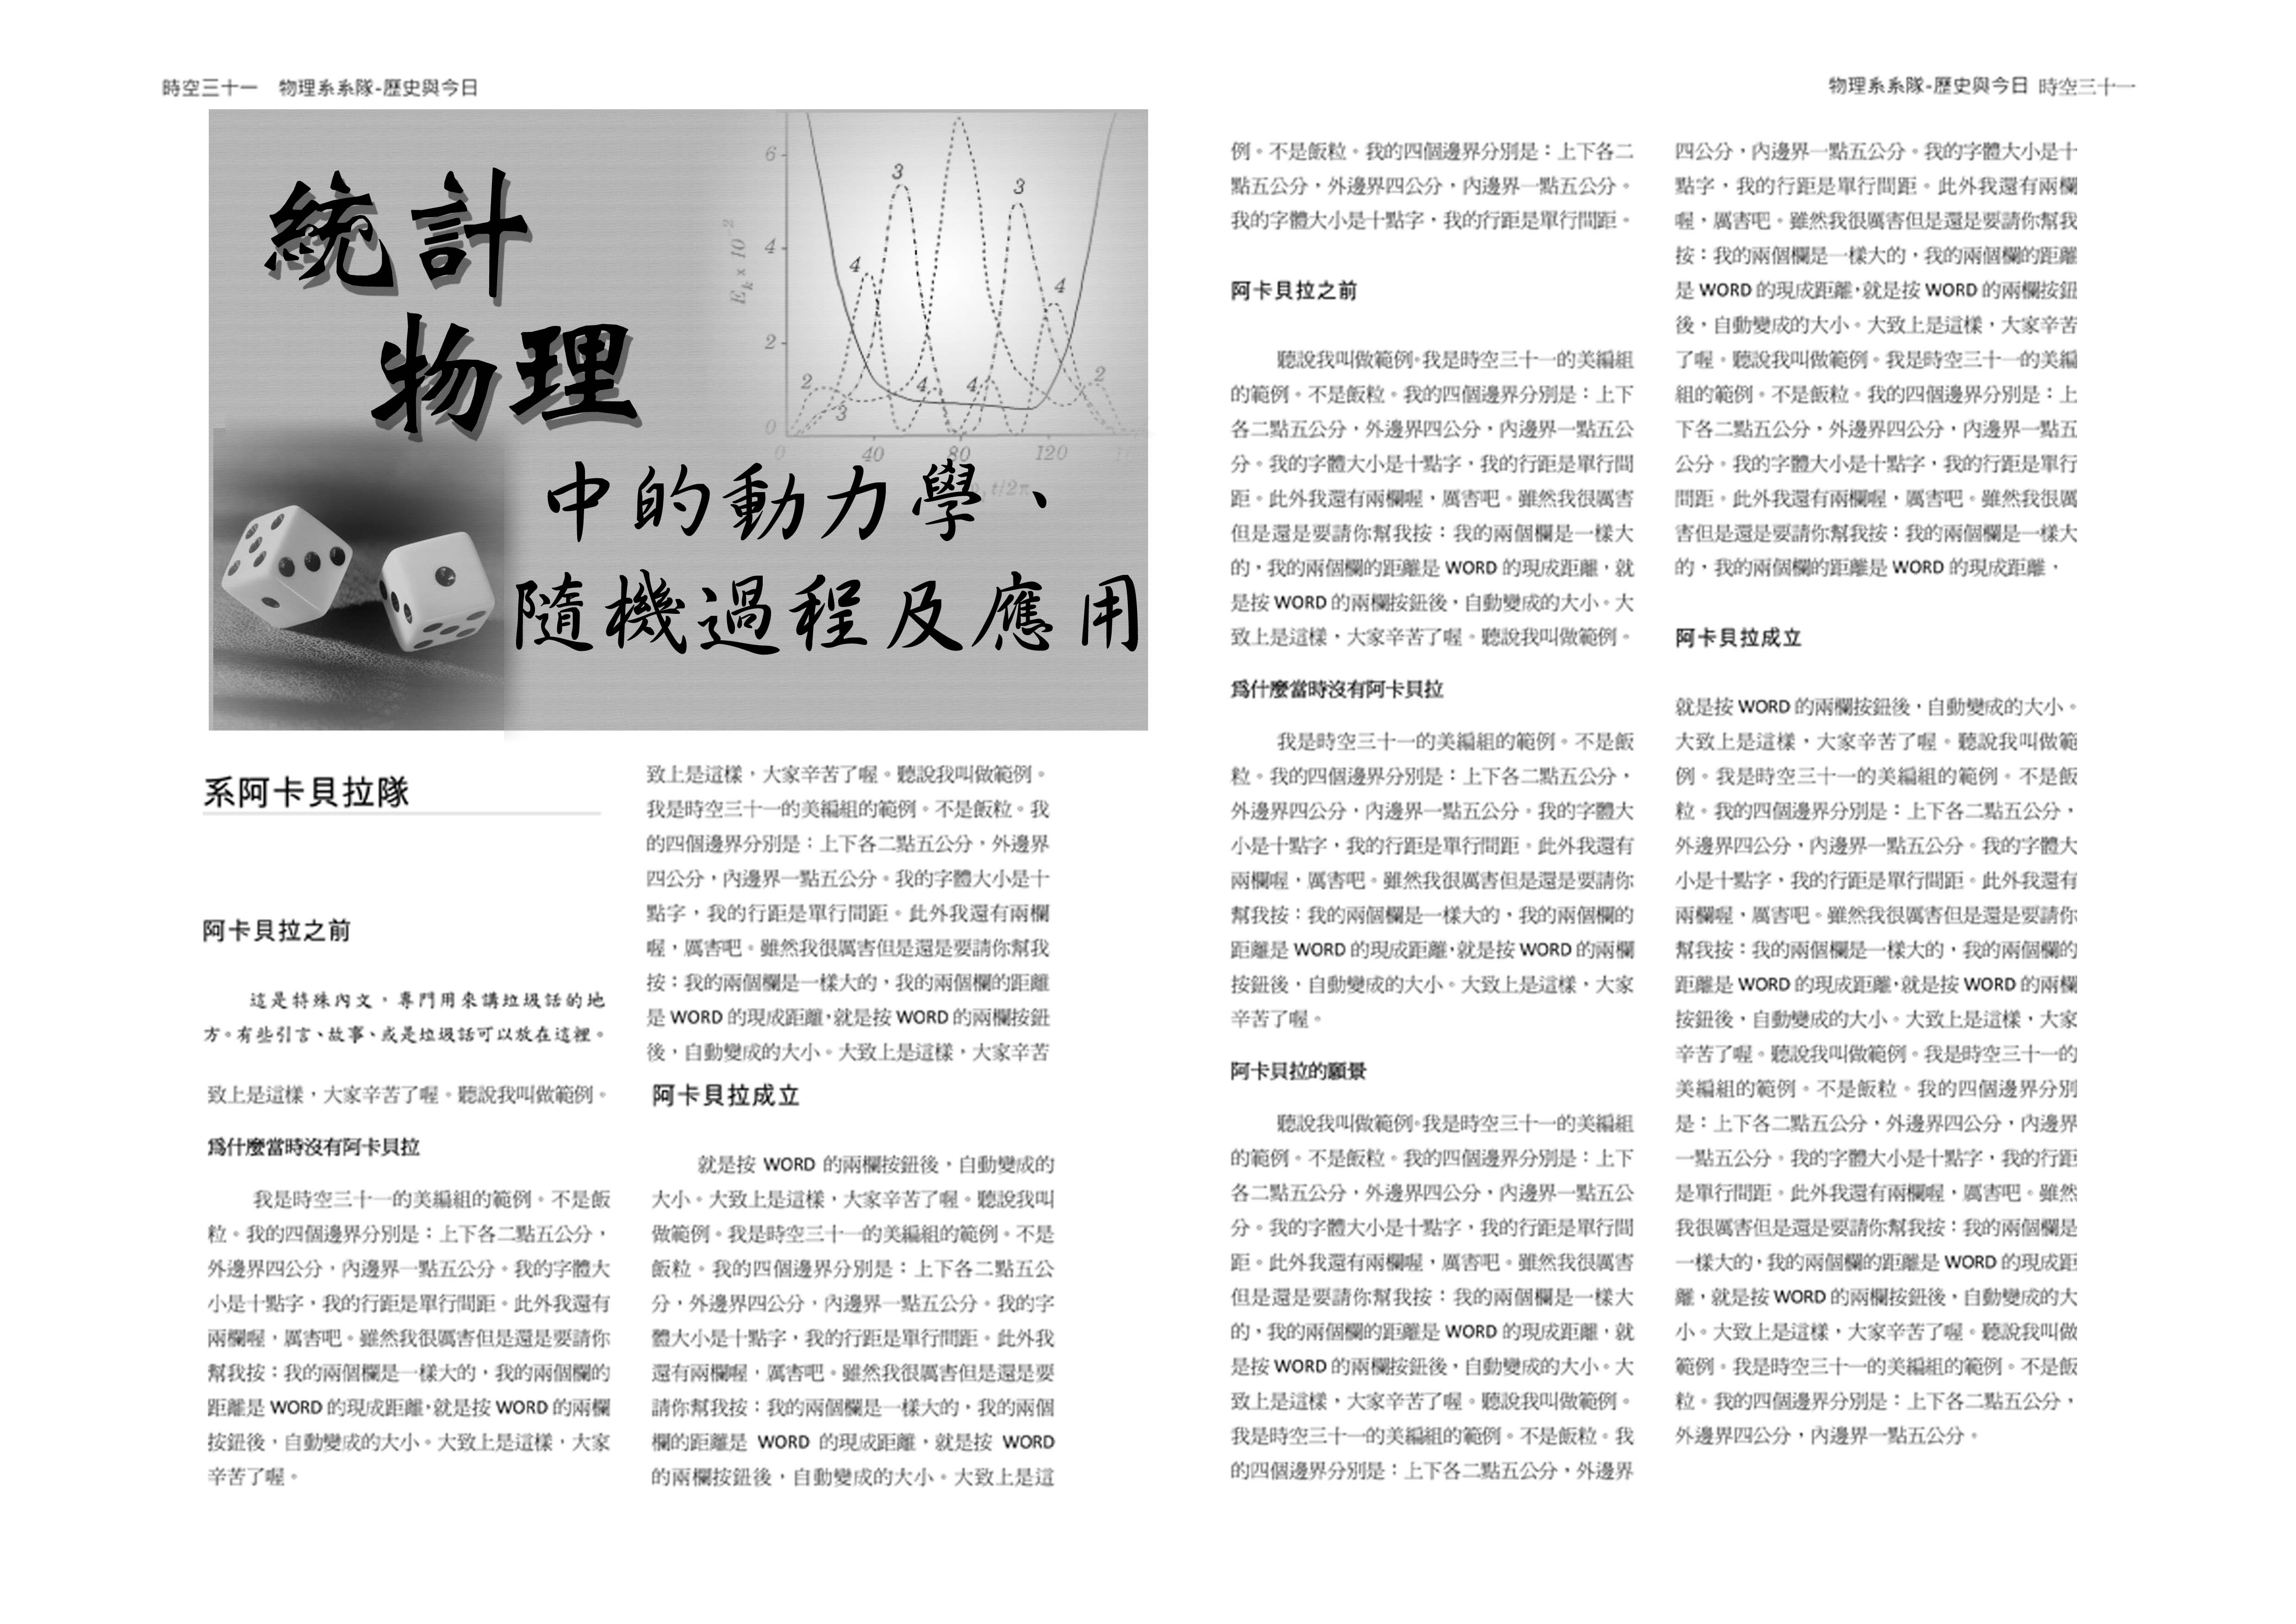 時空三十一　物理系系隊-歷史與今日
統計
物理
中的動力學、
隨機過程及應用
6
4
2
0
E_k × 10^-2
3
3
4
4
2
3
4
4
2
0
40
80
120
t/2π
系阿卡貝拉隊
阿卡貝拉之前
這是特殊內文，專門用來講垃圾話的地
方。有些引言、故事、或是垃圾話可以放在這裡。
致上是這樣，大家辛苦了喔。聽說我叫做範例。
爲什麼當時沒有阿卡貝拉
我是時空三十一的美編組的範例。不是飯
粒。我的四個邊界分別是：上下各二點五公分，
外邊界四公分，內邊界一點五公分。我的字體大
小是十點字，我的行距是單行間距。此外我還有
兩欄喔，厲害吧。雖然我很厲害但是還是要請你
幫我按：我的兩個欄是一樣大的，我的兩個欄的
距離是 WORD 的現成距離，就是按 WORD 的兩欄
按鈕後，自動變成的大小。大致上是這樣，大家
辛苦了喔。
致上是這樣，大家辛苦了喔。聽說我叫做範例。
我是時空三十一的美編組的範例。不是飯粒。我
的四個邊界分別是：上下各二點五公分，外邊界
四公分，內邊界一點五公分。我的字體大小是十
點字，我的行距是單行間距。此外我還有兩欄
喔，厲害吧。雖然我很厲害但是還是要請你幫我
按：我的兩個欄是一樣大的，我的兩個欄的距離
是 WORD 的現成距離，就是按 WORD 的兩欄按鈕
後，自動變成的大小。大致上是這樣，大家辛苦
阿卡貝拉成立
就是按 WORD 的兩欄按鈕後，自動變成的
大小。大致上是這樣，大家辛苦了喔。聽說我叫
做範例。我是時空三十一的美編組的範例。不是
飯粒。我的四個邊界分別是：上下各二點五公
分，外邊界四公分，內邊界一點五公分。我的字
體大小是十點字，我的行距是單行間距。此外我
還有兩欄喔，厲害吧。雖然我很厲害但是還是要
請你幫我按：我的兩個欄是一樣大的，我的兩個
欄的距離是 WORD 的現成距離，就是按 WORD
的兩欄按鈕後，自動變成的大小。大致上是這
物理系系隊-歷史與今日 時空三十一
例。不是飯粒。我的四個邊界分別是：上下各二
點五公分，外邊界四公分，內邊界一點五公分。
我的字體大小是十點字，我的行距是單行間距。
阿卡貝拉之前
聽說我叫做範例。我是時空三十一的美編組
的範例。不是飯粒。我的四個邊界分別是：上下
各二點五公分，外邊界四公分，內邊界一點五公
分。我的字體大小是十點字，我的行距是單行間
距。此外我還有兩欄喔，厲害吧。雖然我很厲害
但是還是要請你幫我按：我的兩個欄是一樣大
的，我的兩個欄的距離是 WORD 的現成距離，就
是按 WORD 的兩欄按鈕後，自動變成的大小。大
致上是這樣，大家辛苦了喔。聽說我叫做範例。
爲什麼當時沒有阿卡貝拉
我是時空三十一的美編組的範例。不是飯
粒。我的四個邊界分別是：上下各二點五公分，
外邊界四公分，內邊界一點五公分。我的字體大
小是十點字，我的行距是單行間距。此外我還有
兩欄喔，厲害吧。雖然我很厲害但是還是要請你
幫我按：我的兩個欄是一樣大的，我的兩個欄的
距離是 WORD 的現成距離，就是按 WORD 的兩欄
按鈕後，自動變成的大小。大致上是這樣，大家
辛苦了喔。
阿卡貝拉的願景
聽說我叫做範例。我是時空三十一的美編組
的範例。不是飯粒。我的四個邊界分別是：上下
各二點五公分，外邊界四公分，內邊界一點五公
分。我的字體大小是十點字，我的行距是單行間
距。此外我還有兩欄喔，厲害吧。雖然我很厲害
但是還是要請你幫我按：我的兩個欄是一樣大
的，我的兩個欄的距離是 WORD 的現成距離，就
是按 WORD 的兩欄按鈕後，自動變成的大小。大
致上是這樣，大家辛苦了喔。聽說我叫做範例。
我是時空三十一的美編組的範例。不是飯粒。我
的四個邊界分別是：上下各二點五公分，外邊界
四公分，內邊界一點五公分。我的字體大小是十
點字，我的行距是單行間距。此外我還有兩欄
喔，厲害吧。雖然我很厲害但是還是要請你幫我
按：我的兩個欄是一樣大的，我的兩個欄的距離
是 WORD 的現成距離，就是按 WORD 的兩欄按鈕
後，自動變成的大小。大致上是這樣，大家辛苦
了喔。聽說我叫做範例。我是時空三十一的美編
組的範例。不是飯粒。我的四個邊界分別是：上
下各二點五公分，外邊界四公分，內邊界一點五
公分。我的字體大小是十點字，我的行距是單行
間距。此外我還有兩欄喔，厲害吧。雖然我很厲
害但是還是要請你幫我按：我的兩個欄是一樣大
的，我的兩個欄的距離是 WORD 的現成距離，
阿卡貝拉成立
就是按 WORD 的兩欄按鈕後，自動變成的大小。
大致上是這樣，大家辛苦了喔。聽說我叫做範
例。我是時空三十一的美編組的範例。不是飯
粒。我的四個邊界分別是：上下各二點五公分，
外邊界四公分，內邊界一點五公分。我的字體大
小是十點字，我的行距是單行間距。此外我還有
兩欄喔，厲害吧。雖然我很厲害但是還是要請你
幫我按：我的兩個欄是一樣大的，我的兩個欄的
距離是 WORD 的現成距離，就是按 WORD 的兩欄
按鈕後，自動變成的大小。大致上是這樣，大家
辛苦了喔。聽說我叫做範例。我是時空三十一的
美編組的範例。不是飯粒。我的四個邊界分別
是：上下各二點五公分，外邊界四公分，內邊界
一點五公分。我的字體大小是十點字，我的行距
是單行間距。此外我還有兩欄喔，厲害吧。雖然
我很厲害但是還是要請你幫我按：我的兩個欄是
一樣大的，我的兩個欄的距離是 WORD 的現成距
離，就是按 WORD 的兩欄按鈕後，自動變成的大
小。大致上是這樣，大家辛苦了喔。聽說我叫做
範例。我是時空三十一的美編組的範例。不是飯
粒。我的四個邊界分別是：上下各二點五公分，
外邊界四公分，內邊界一點五公分。